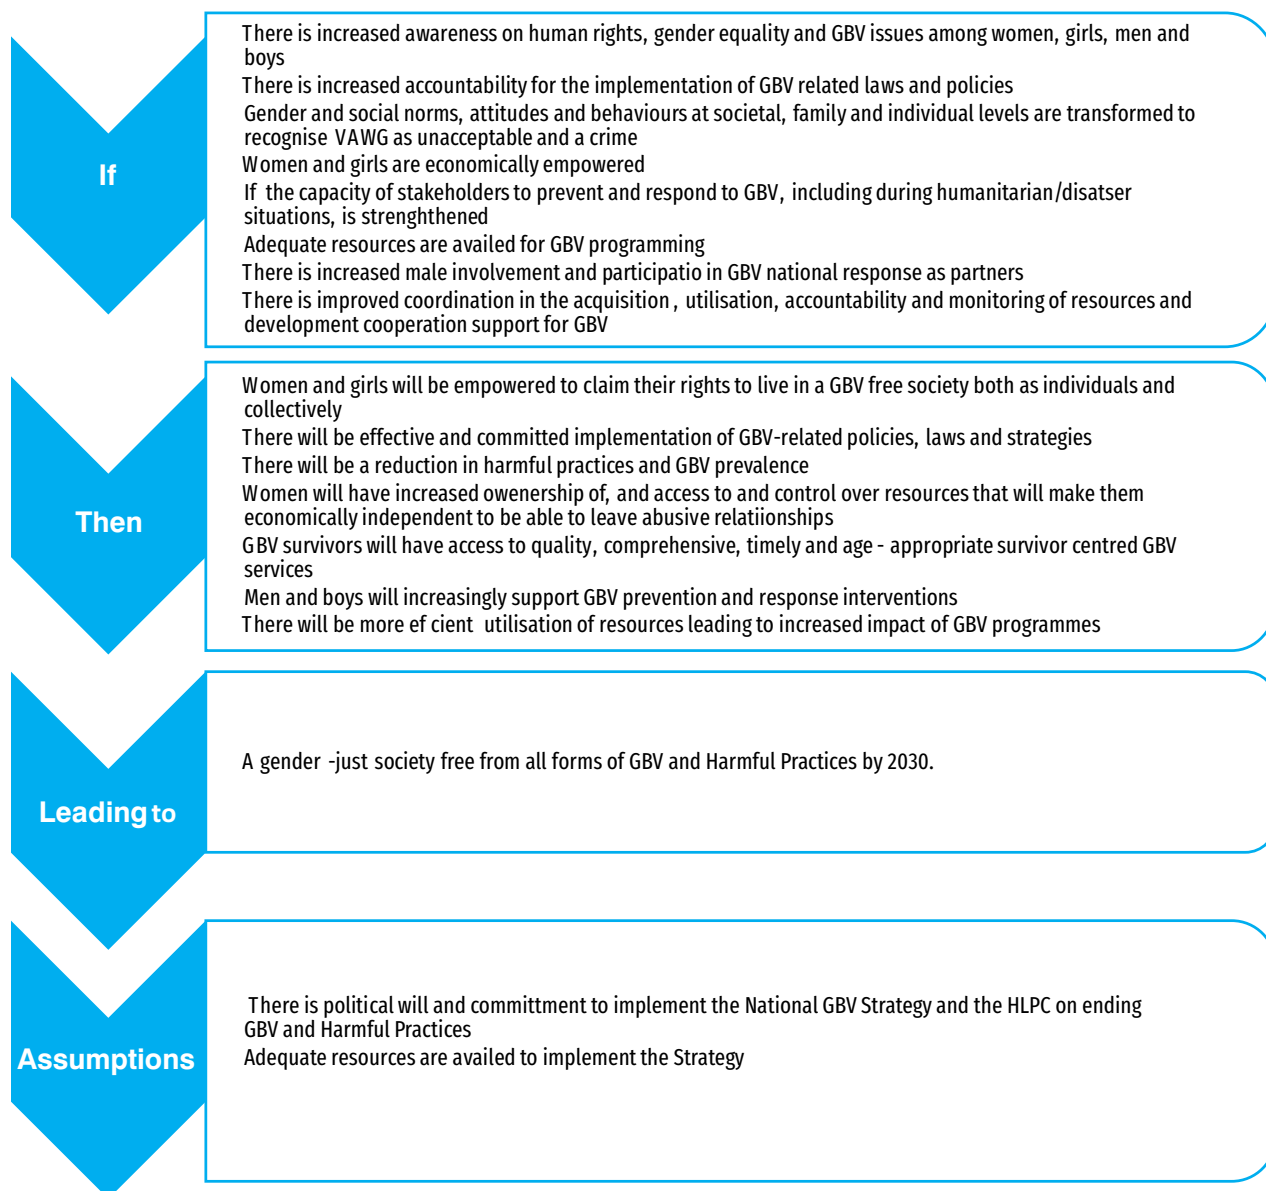 If
There is increased awareness on human rights, gender equality and GBV issues among women, girls, men and
boys
There is increased accountability for the implementation of GBV related laws and policies
Gender and social norms, attitudes and behaviours at societal, family and individual levels are transformed to
recognise VAWG as unacceptable and a crime
Women and girls are economically empowered
If the capacity of stakeholders to prevent and respond to GBV, including during humanitarian/disatser
situations, is strenghthened
Adequate resources are availed for GBV programming
There is increased male involvement and participatio in GBV national response as partners
There is improved coordination in the acquisition , utilisation, accountability and monitoring of resources and
development cooperation support for GBV
Then
Women and girls will be empowered to claim their rights to live in a GBV free society both as individuals and
collectively
There will be effective and committed implementation of GBV-related policies, laws and strategies
There will be a reduction in harmful practices and GBV prevalence
Women will have increased owenership of, and access to and control over resources that will make them
economically independent to be able to leave abusive relatiionships
GBV survivors will have access to quality, comprehensive, timely and age - appropriate survivor centred GBV
services
Men and boys will increasingly support GBV prevention and response interventions
There will be more ef cient utilisation of resources leading to increased impact of GBV programmes
Leading to
A gender -just society free from all forms of GBV and Harmful Practices by 2030.
Assumptions
There is political will and committment to implement the National GBV Strategy and the HLPC on ending
GBV and Harmful Practices
Adequate resources are availed to implement the Strategy